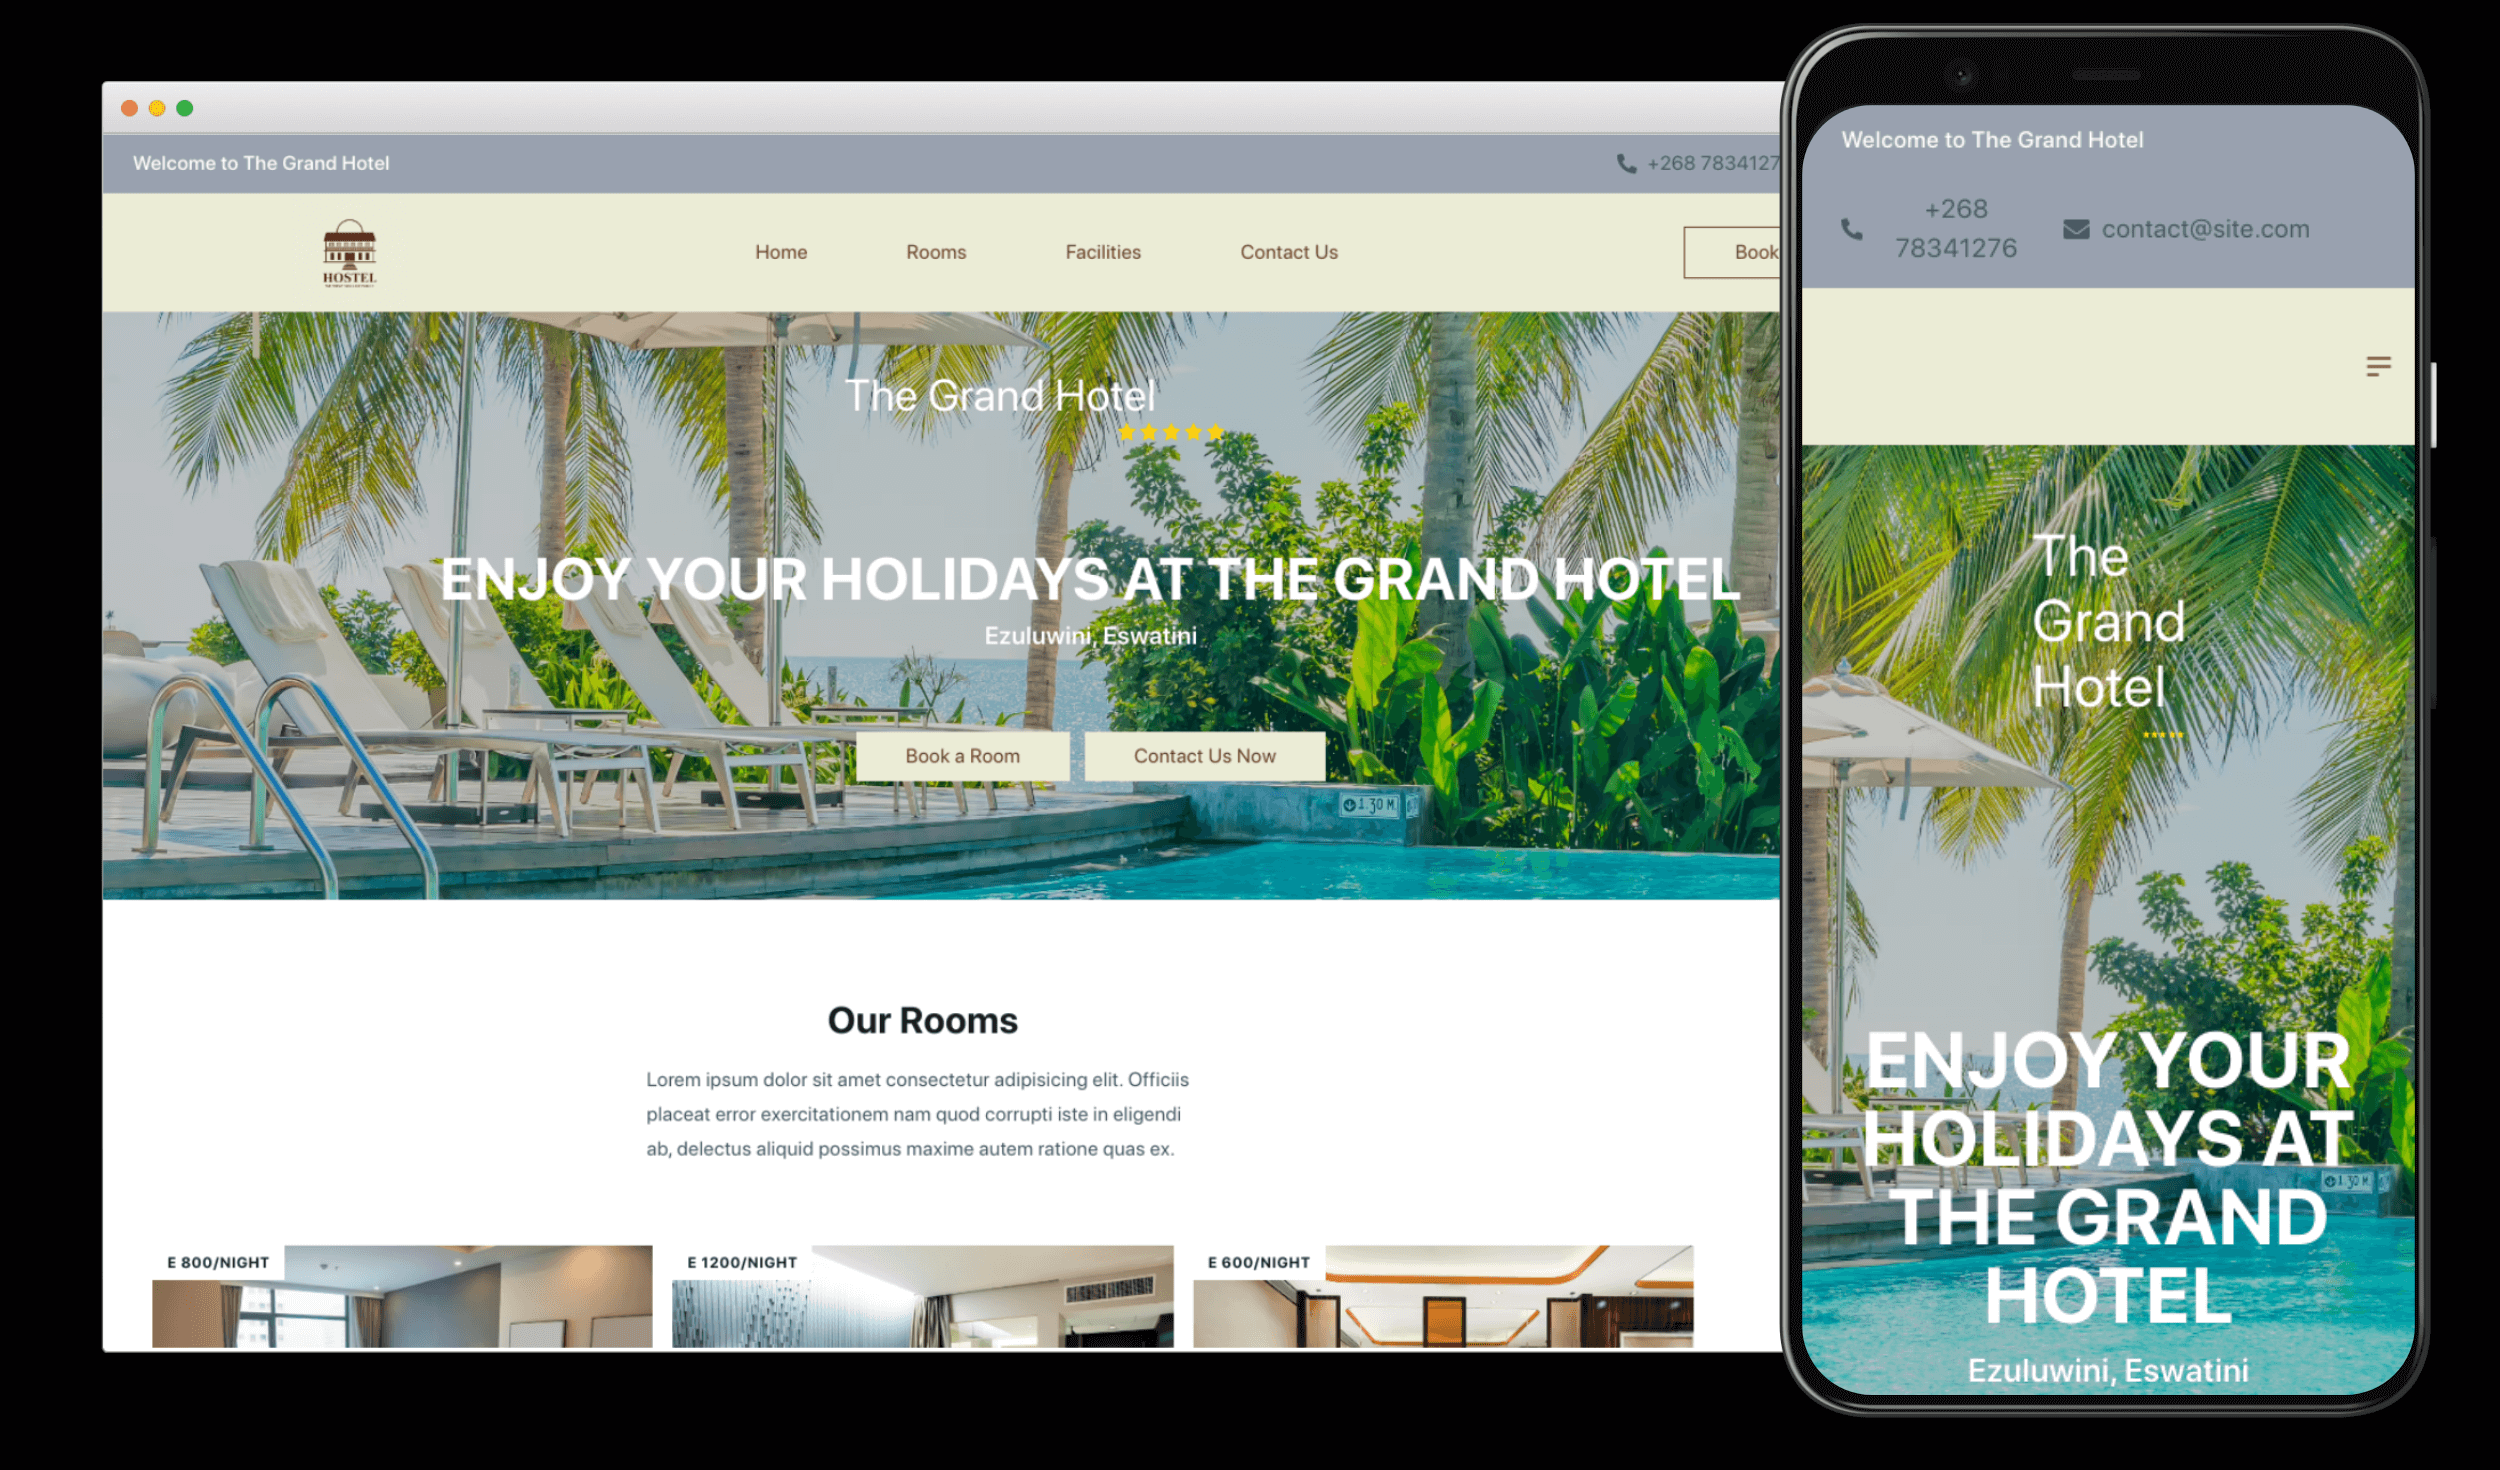 Welcome to The Grand Hotel
+268 7834127
HOSTEL
Home
Rooms
Facilities
Contact Us
Book
The Grand Hotel
ENJOY YOUR HOLIDAYS AT THE GRAND HOTEL
Ezuluwini, Eswatini
Book a Room
Contact Us Now
1.30 M.
Our Rooms
Lorem ipsum dolor sit amet consectetur adipisicing elit. Officiis
placeat error exercitationem nam quod corrupti iste in eligendi
ab, delectus aliquid possimus maxime autem ratione quas ex.
E 800/NIGHT
E 1200/NIGHT
E 600/NIGHT
Welcome to The Grand Hotel
+268
78341276
contact@site.com
The
Grand
Hotel
ENJOY YOUR
HOLIDAYS AT
THE GRAND
HOTEL
1.30 M.
Ezuluwini, Eswatini